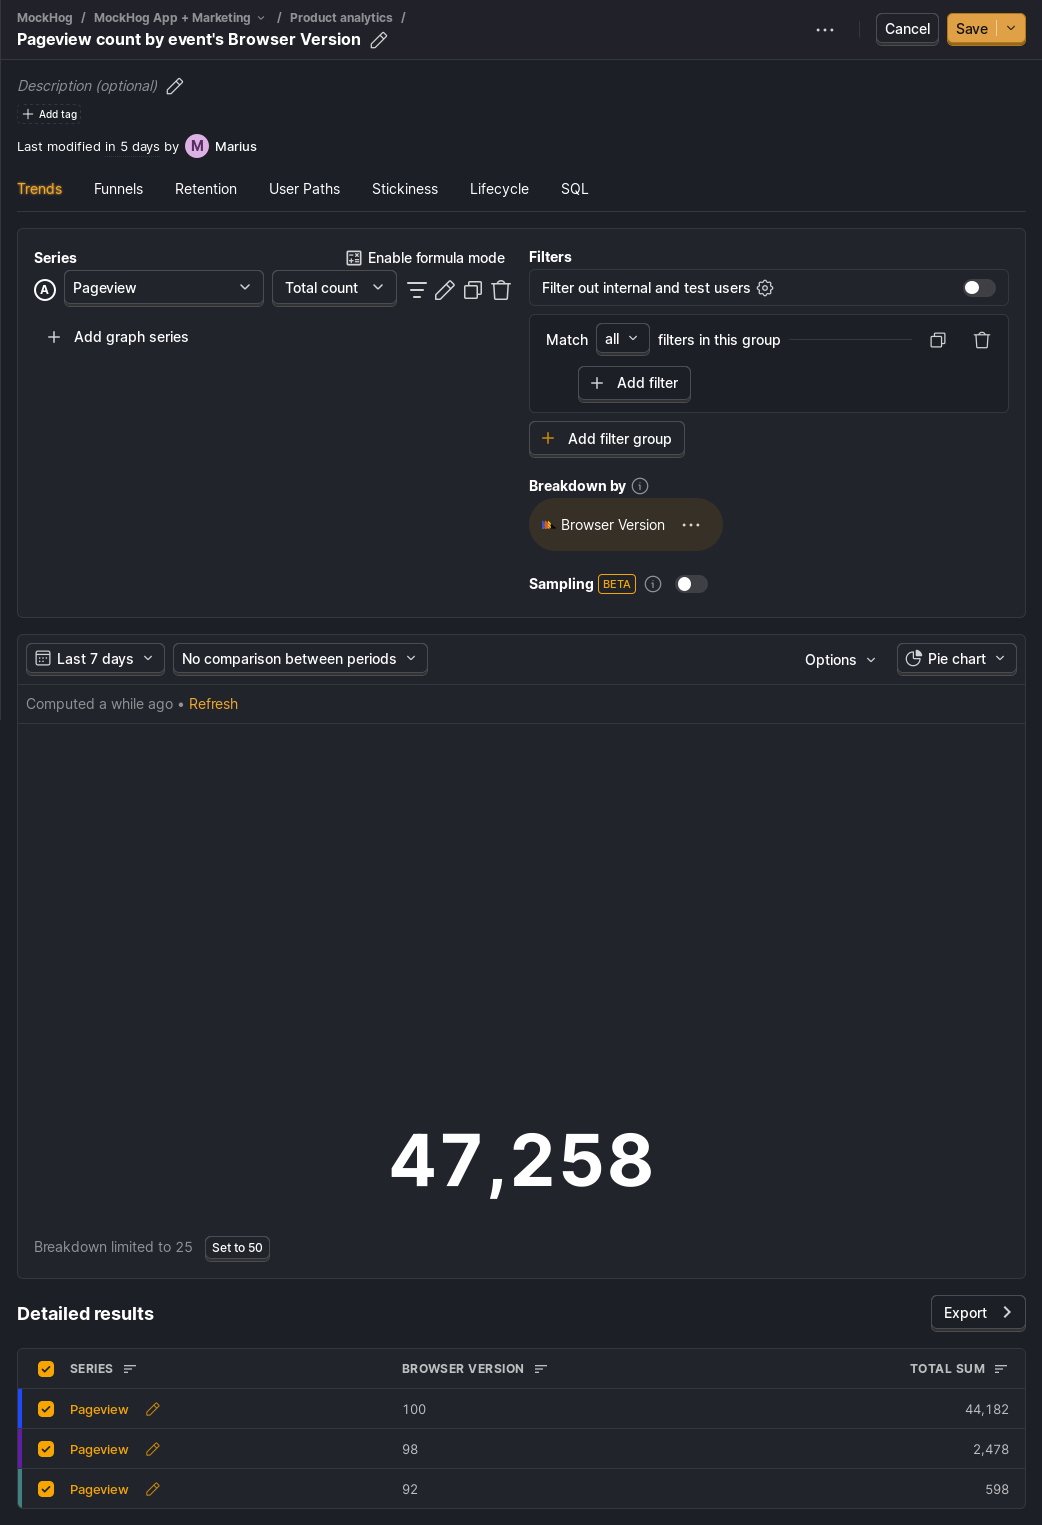 MockHog / MockHog App + Marketing / Product analytics /
Pageview count by event's Browser Version
Cancel
Save
Description (optional)
Add tag
Last modified in 5 days by M Marius
Trends Funnels Retention User Paths Stickiness Lifecycle SQL
Series
Enable formula mode
A Pageview Total count
Add graph series
Filters
Filter out internal and test users
Match all filters in this group
Add filter
Add filter group
Breakdown by
Browser Version
Sampling BETA
Last 7 days No comparison between periods Options Pie chart
Computed a while ago • Refresh
47,258
Breakdown limited to 25 Set to 50
Detailed results
Export
SERIES BROWSER VERSION TOTAL SUM
Pageview 100 44,182
Pageview 98 2,478
Pageview 92 598